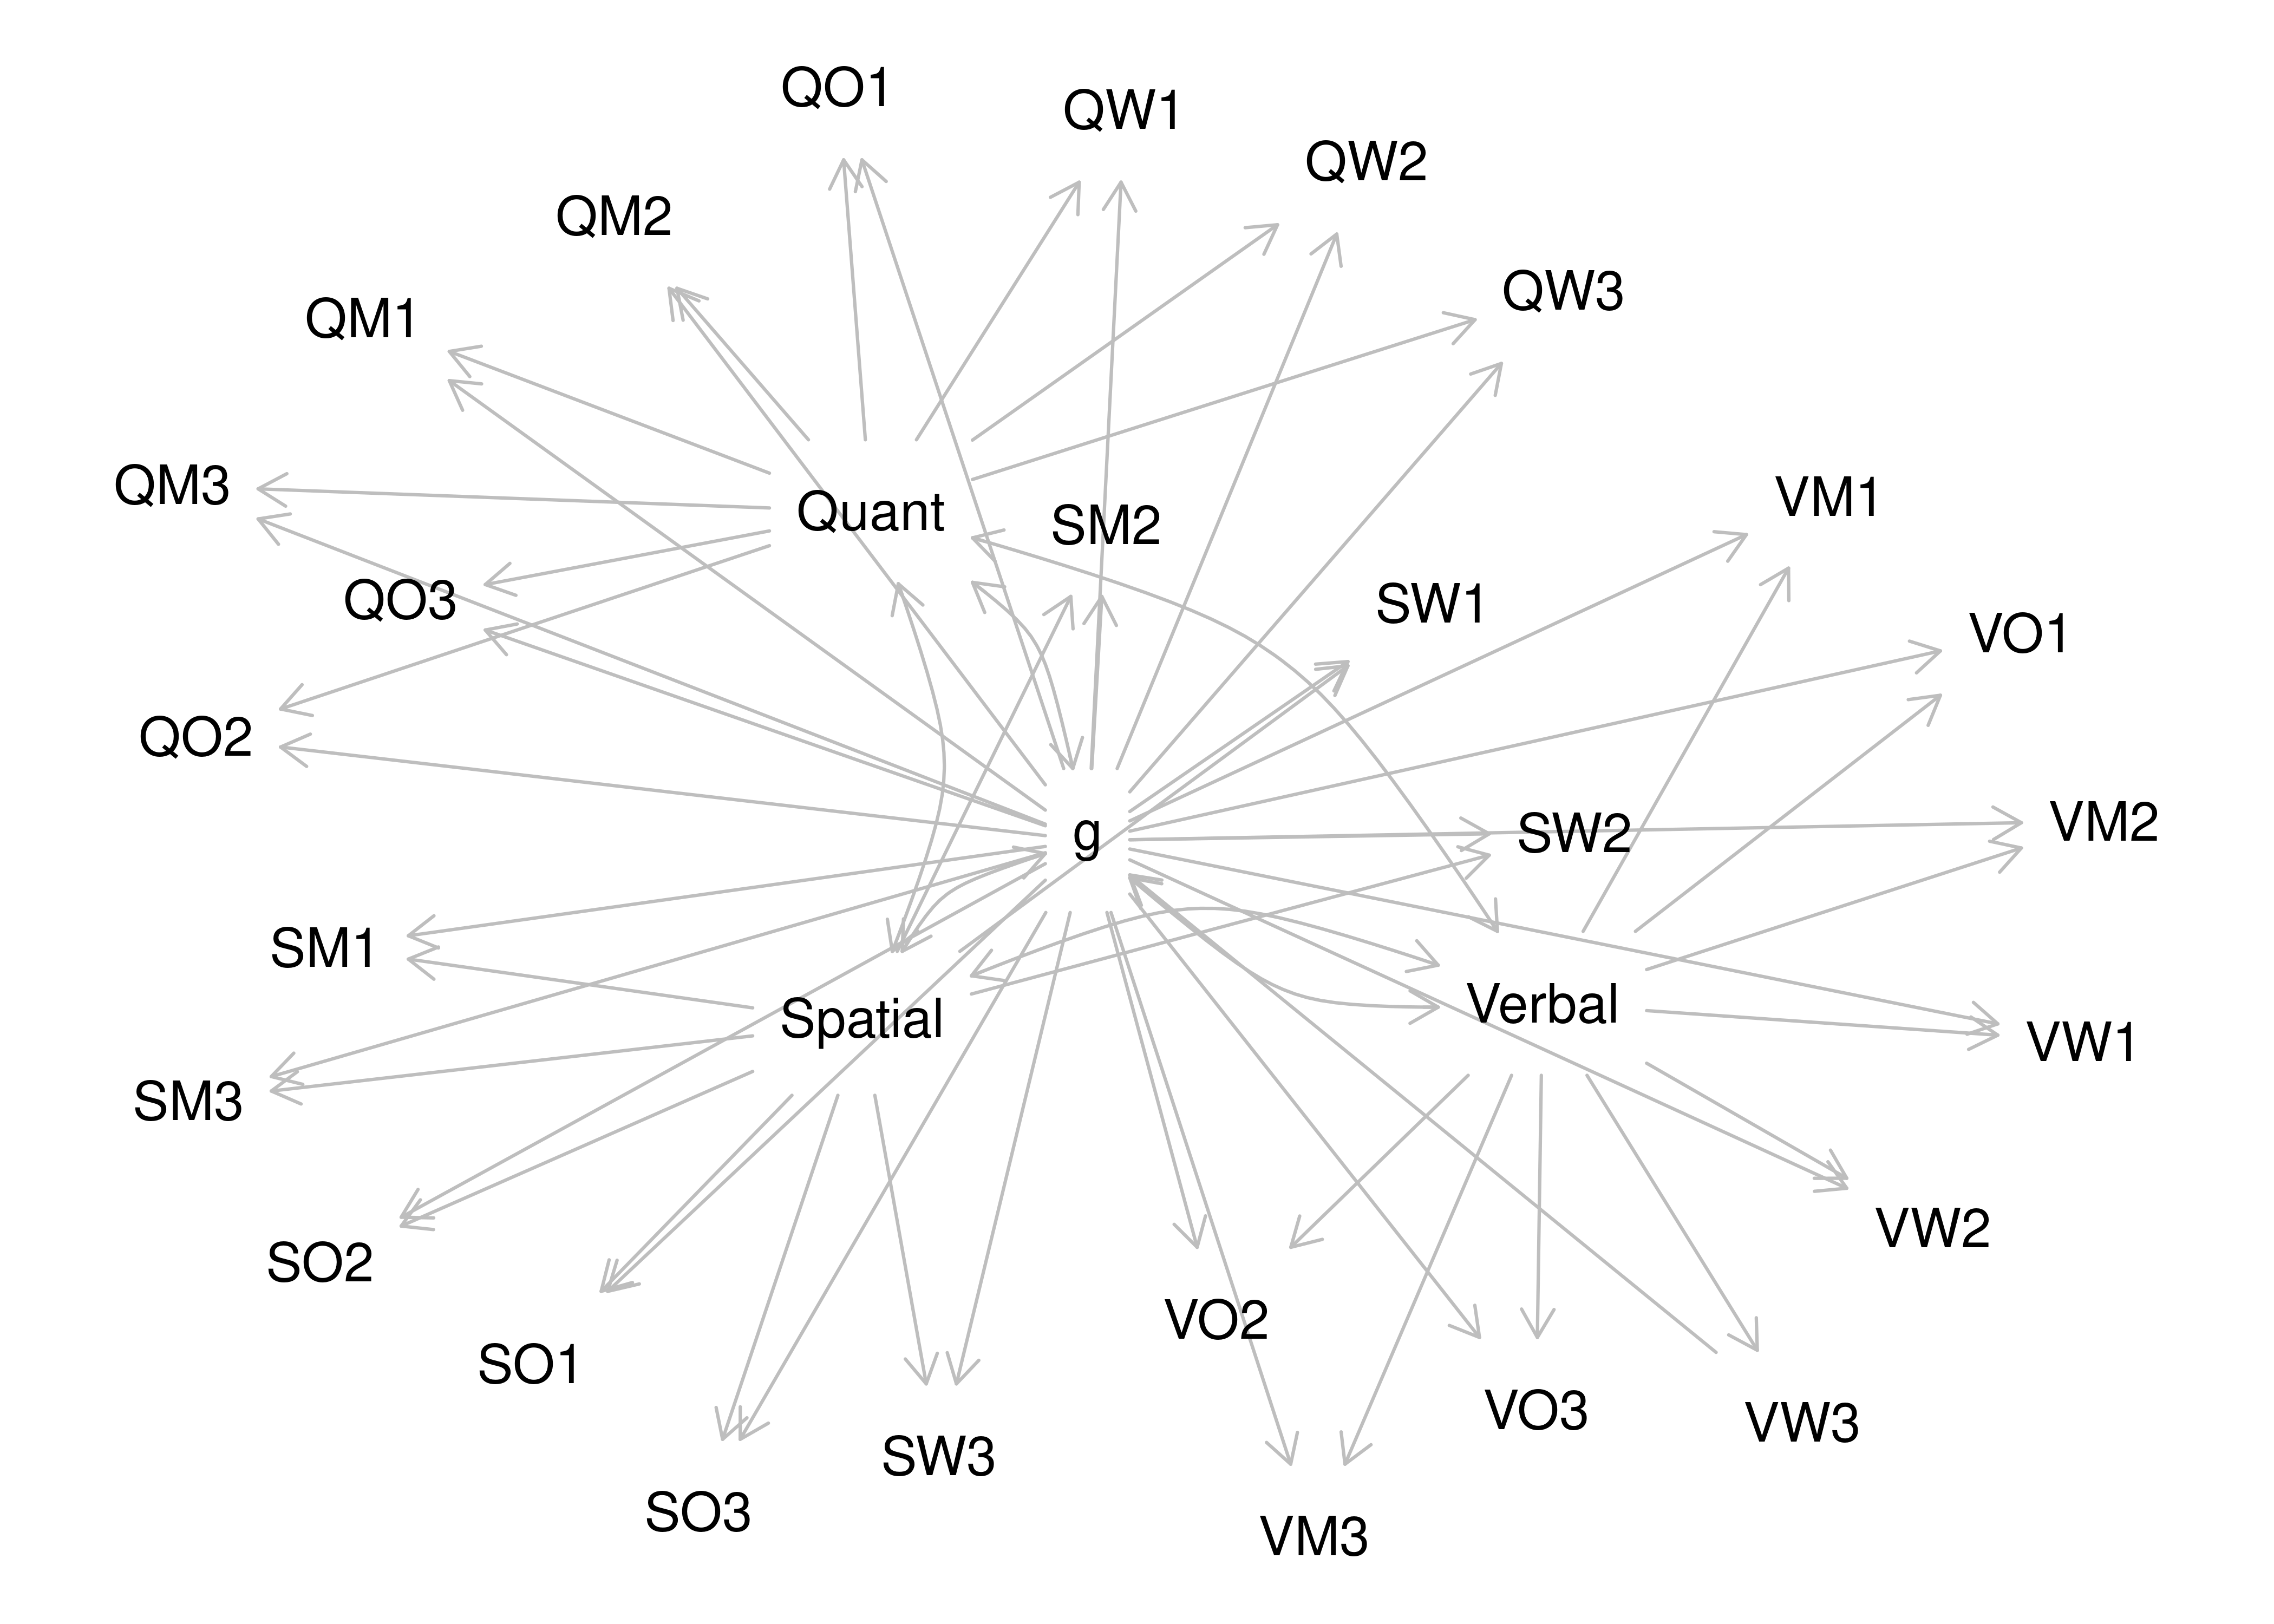 QO1
QW1
QW2
QM2
QW3
QM1
QM3
VM1
Quant
SM2
QO3
SW1
VO1
QO2
g
SW2
VM2
SM1
Spatial
Verbal
VW1
SM3
VW2
SO2
VO2
SO1
VO3
VW3
SW3
SO3
VM3